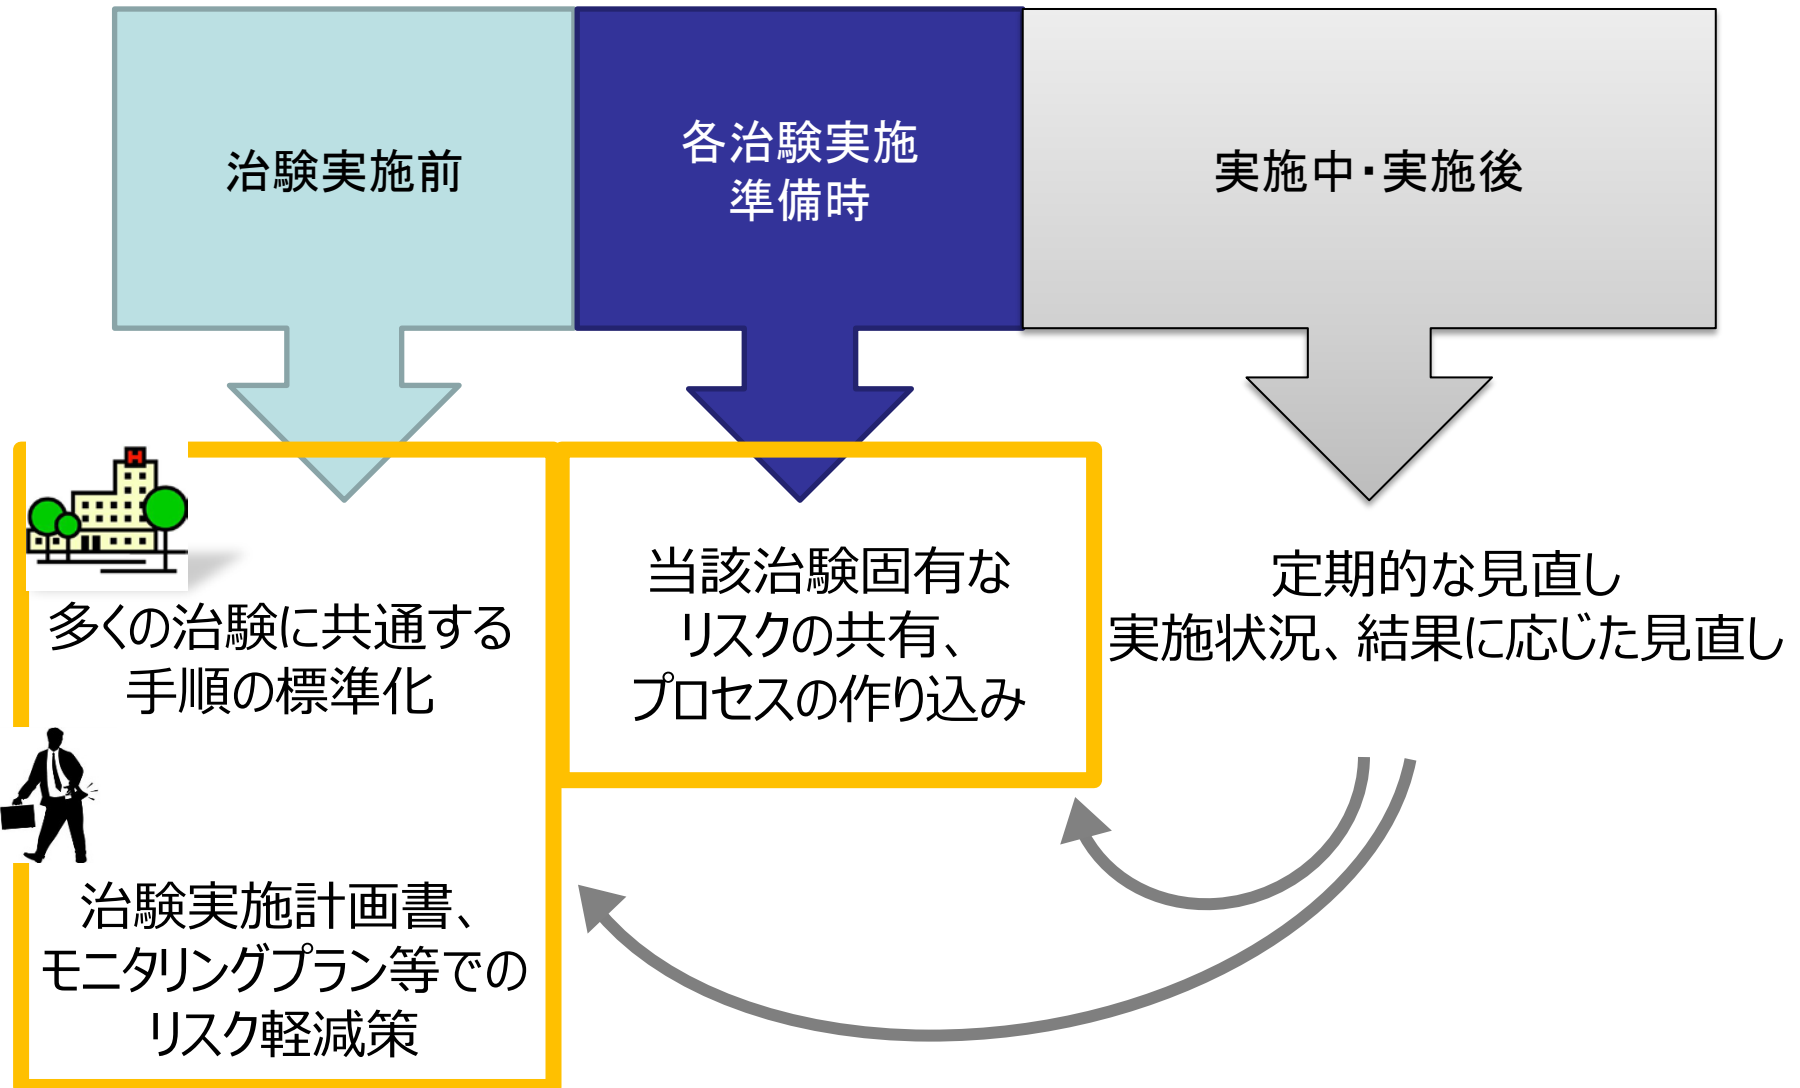 治験実施前
各治験実施
準備時
実施中・実施後
多くの治験に共通する
手順の標準化
治験実施計画書、
モニタリングプラン等での
リスク軽減策
当該治験固有な
リスクの共有、
プロセスの作り込み
定期的な見直し
実施状況、結果に応じた見直し
H